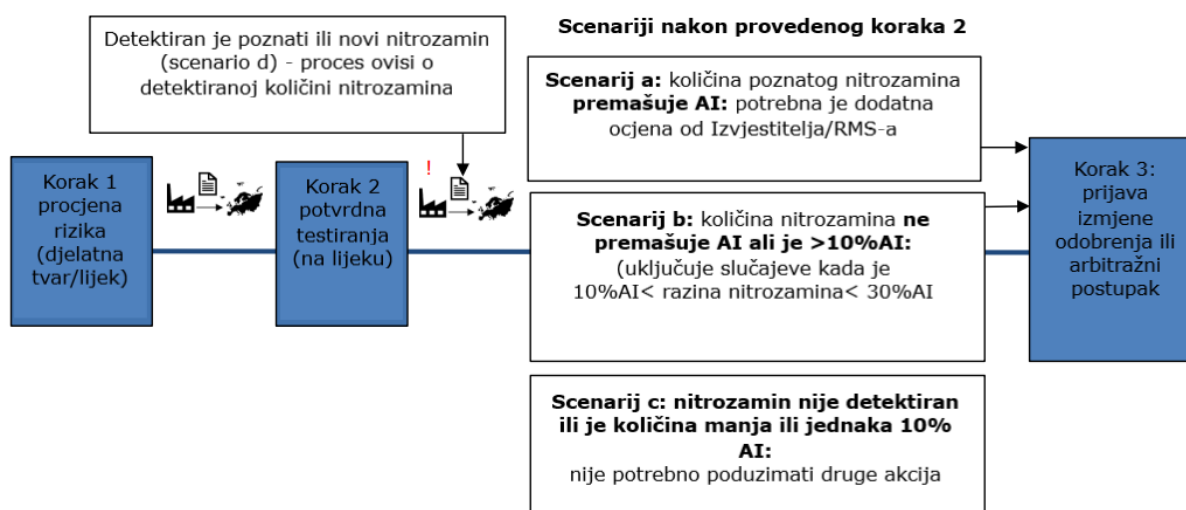 Detektiran je poznati ili novi nitrozamin
(scenario d) - proces ovisi o
detektiranoj količini nitrozamina
Scenariji nakon provedenog koraka 2
Scenarij a: količina poznatog nitrozamina
premašuje AI: potrebna je dodatna
ocjena od Izvjestitelja/RMS-a
Korak 1
procjena
rizika
(djelatna
tvar/lijek)
Korak 2
potvrdna
testiranja
(na lijeku)
!
Scenarij b: količina nitrozamina ne
premašuje AI ali je >10%AI:
(uključuje slučajeve kada je
10%AI< razina nitrozamina< 30%AI
Scenarij c: nitrozamin nije detektiran
ili je količina manja ili jednaka 10%
AI:
nije potrebno poduzimati druge akcija
Korak 3:
prijava
izmjene
odobrenja ili
arbitražni
postupak